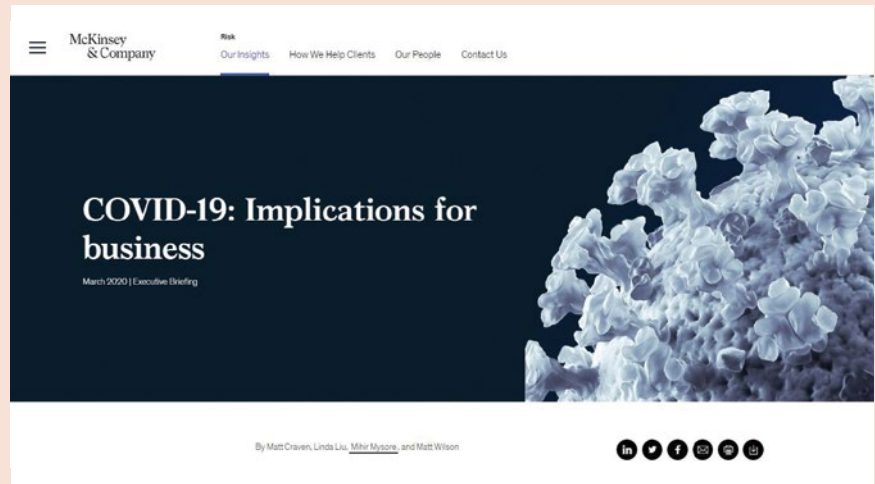 McKinsey
& Company
Risk
Our Insights How We Help Clients Our People Contact Us
COVID-19: Implications for
business
March 2020 | Executive Briefing
By Matt Craven, Linda Liu, Mihir Mysore, and Matt Wilson